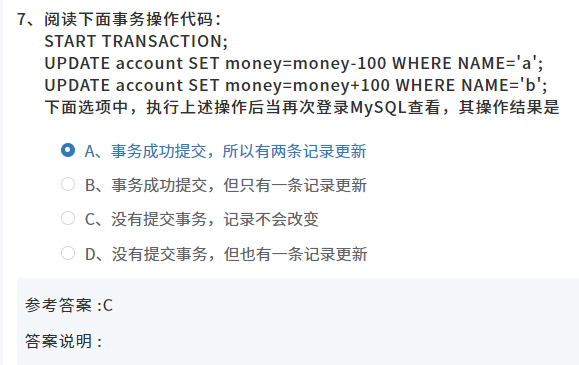 7、阅读下面事务操作代码：
START TRANSACTION;
UPDATE account SET money=money-100 WHERE NAME='a';
UPDATE account SET money=money+100 WHERE NAME='b';
下面选项中，执行上述操作后当再次登录MySQL查看，其操作结果是
A、事务成功提交，所以有两条记录更新
B、事务成功提交，但只有一条记录更新
C、没有提交事务，记录不会改变
D、没有提交事务，但也有一条记录更新
参考答案 :C
答案说明 :